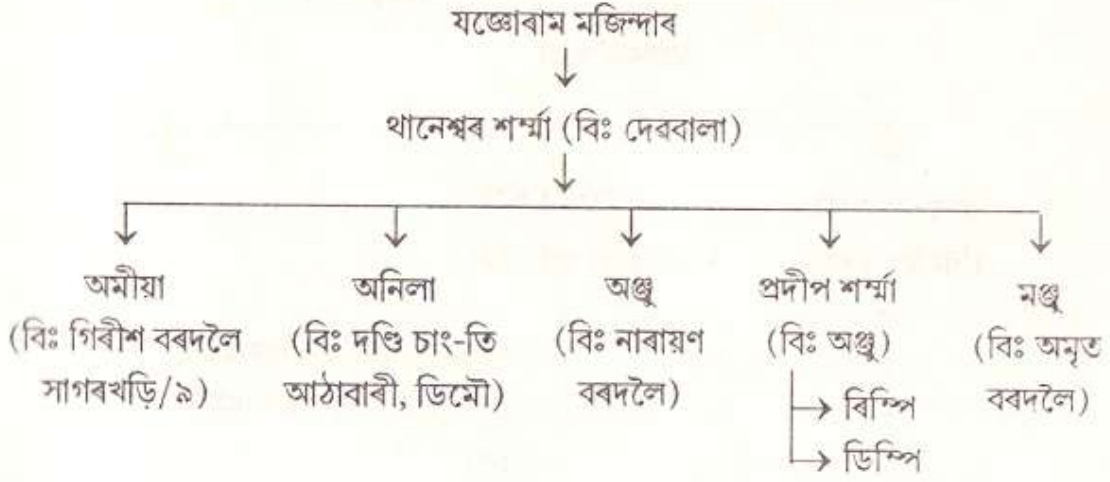 যজ্ঞোৰাম মজিন্দাৰ
থানেশ্বৰ শৰ্ম্মা (বিঃ দেৱবালা)
অমীয়া
(বিঃ গিৰীশ বৰদলৈ
সাগৰখড়ি/৯)
অনিলা
(বিঃ দণ্ডি চাং-তি
আঠাবাৰী, ডিমৌ)
অঞ্জু
(বিঃ নাৰায়ণ
বৰদলৈ)
প্ৰদীপ শৰ্ম্মা
(বিঃ অঞ্জু)
ৰিম্পি
ডিম্পি
মঞ্জু
(বিঃ অমৃত
বৰদলৈ)